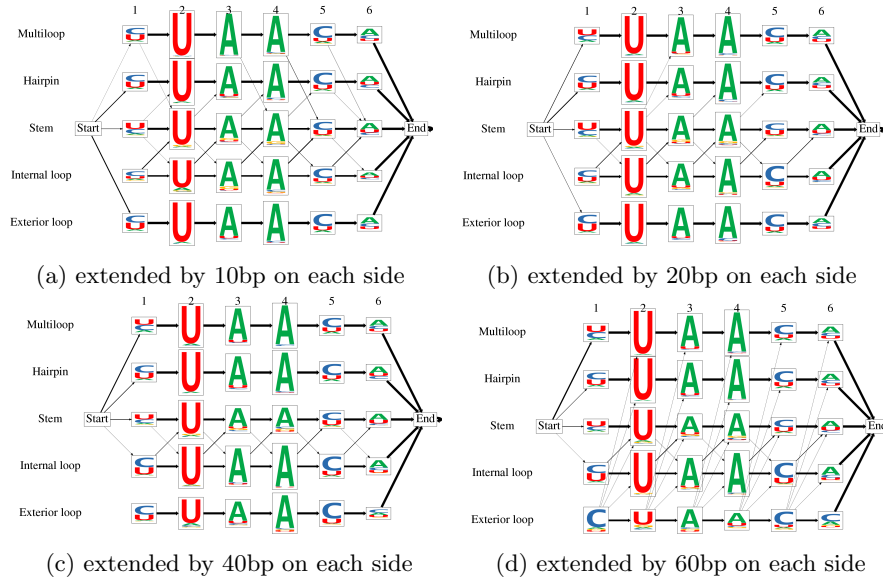 1 2 3 4 5 6
Multiloop
Hairpin
Stem
Start
End
Internal loop
Exterior loop
(a) extended by 10bp on each side
1 2 3 4 5 6
Multiloop
Hairpin
Stem
Start
End
Internal loop
Exterior loop
(b) extended by 20bp on each side
1 2 3 4 5 6
Multiloop
Hairpin
Stem
Start
End
Internal loop
Exterior loop
(c) extended by 40bp on each side
1 2 3 4 5 6
Multiloop
Hairpin
Stem
Start
End
Internal loop
Exterior loop
(d) extended by 60bp on each side